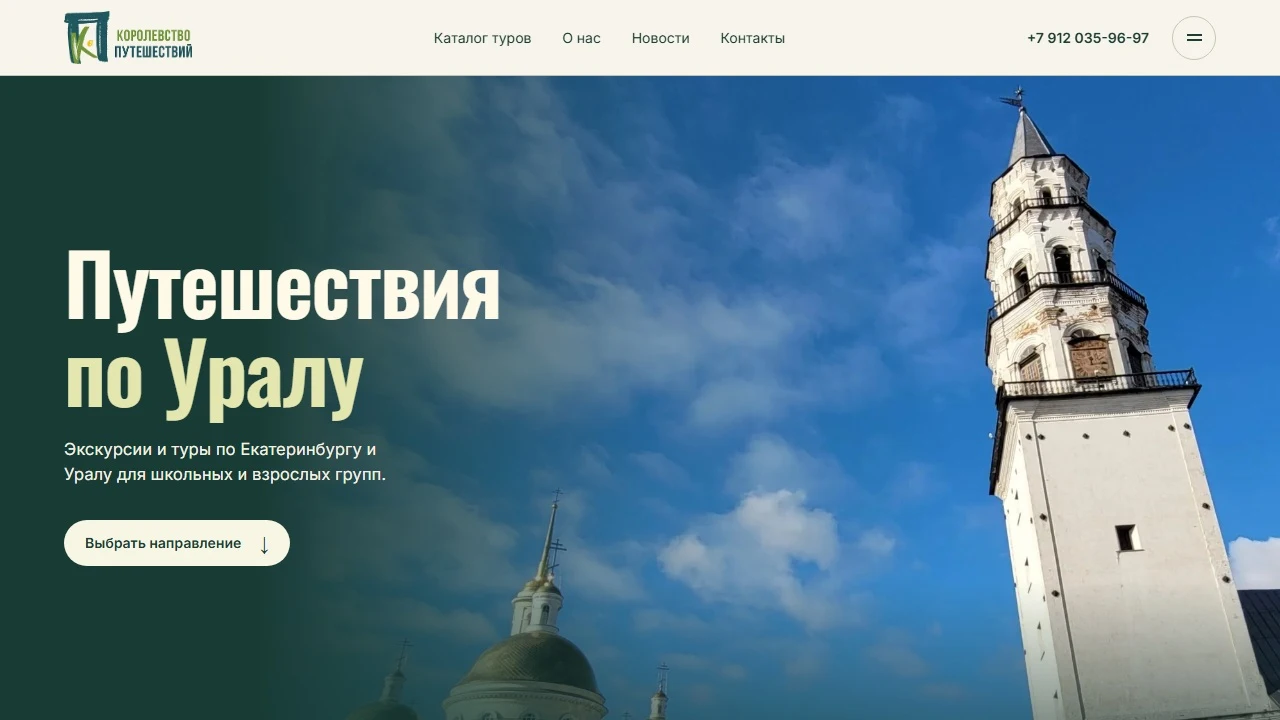 КОРОЛЕВСТВО
ПУТЕШЕСТВИЙ
Каталог туров
О нас
Новости
Контакты
+7 912 035-96-97
Путешествия
по Уралу
Экскурсии и туры по Екатеринбургу и
Уралу для школьных и взрослых групп.
Выбрать направление ↓